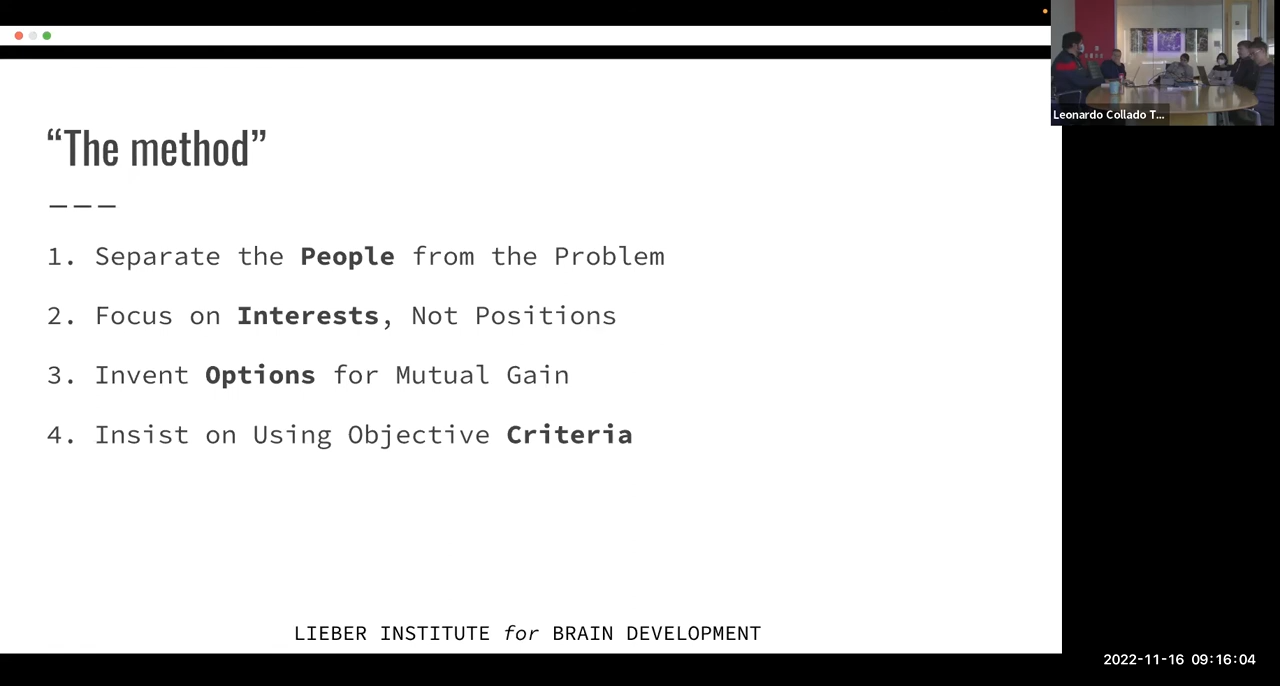 Leonardo Collado T...
“The method”
1. Separate the People from the Problem
2. Focus on Interests, Not Positions
3. Invent Options for Mutual Gain
4. Insist on Using Objective Criteria
LIEBER INSTITUTE for BRAIN DEVELOPMENT
2022-11-16 09:16:04